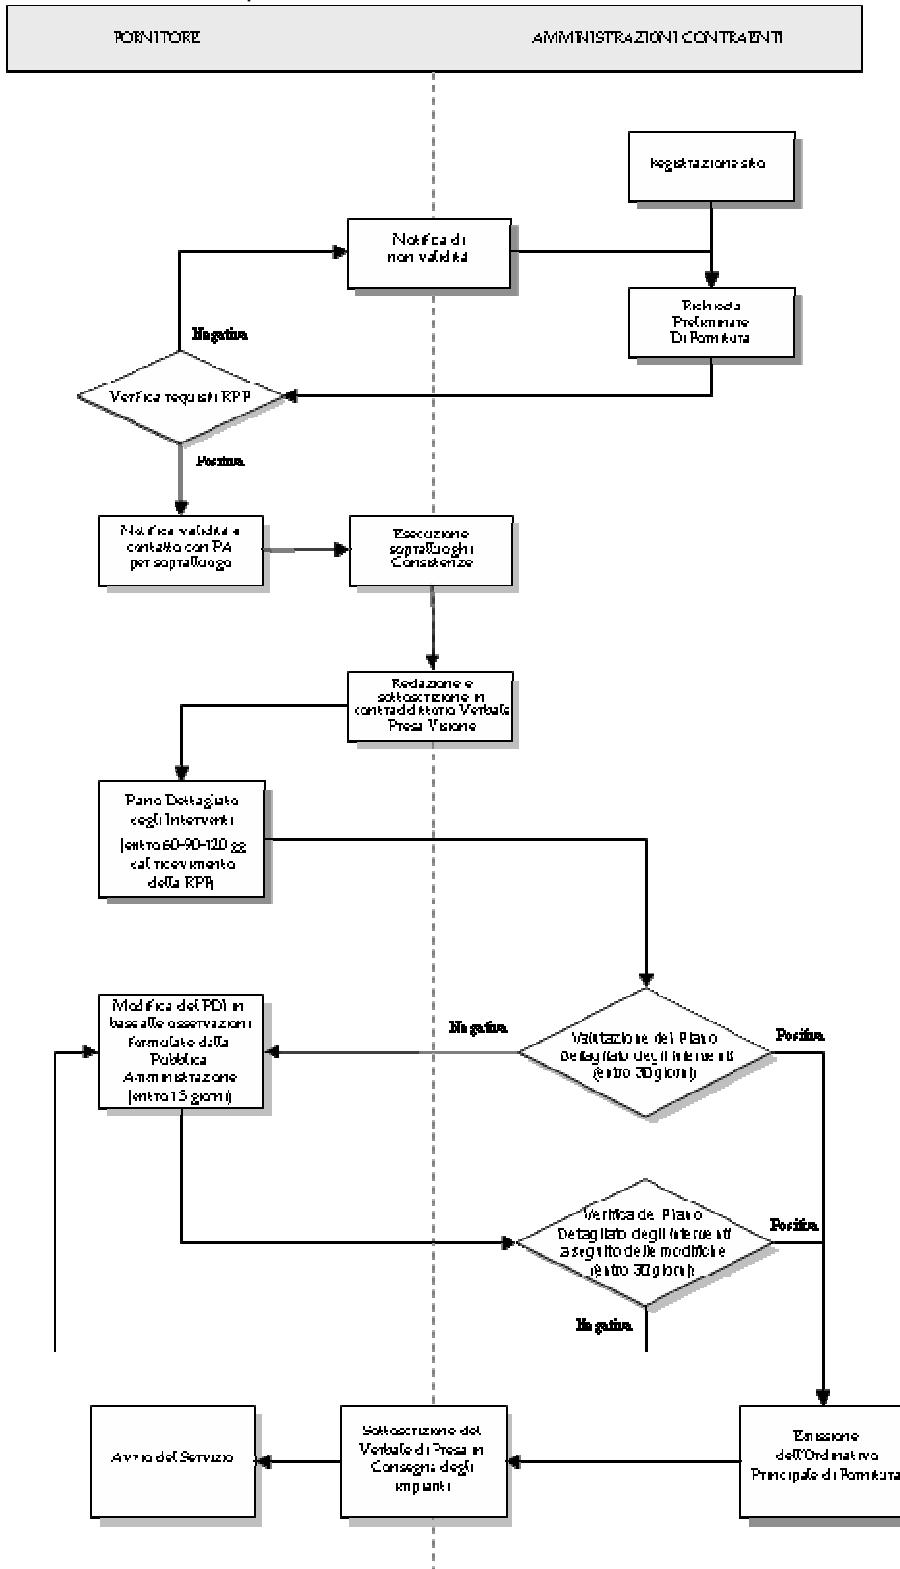 FORNITORE
AMMINISTRAZIONI CONTRAENTI
Registrazione sito
Notifica di
non validità
Richiesta
Preliminare
Di Fornitura
Negativa
Verifica requisiti RPF
Positiva
Notifica validità e
contatto con PA
per sopralluogo
Esecuzione
sopralluoghi
Consistenze
Redazione e
sottoscrizione in
contraddittorio Verbale
Presa Visione
Piano Dettagliato
degli Interventi
(entro 60-90-120 gg
dal ricevimento
della RPF)
Modifica del PDI in
base alle osservazioni
formulate dalla
Pubblica
Amministrazione
(entro 15 giorni)
Negativa
Valutazione del Piano
Dettagliato degli Interventi
(entro 30 giorni)
Positiva
Verifica del Piano
Dettagliato degli Interventi
a seguito delle modifiche
(entro 30 giorni)
Positiva
Negativa
Avvio del Servizio
Sottoscrizione del
Verbale di Presa in
Consegna degli
impianti
Emissione
dell'Ordinativo
Principale di Fornitura